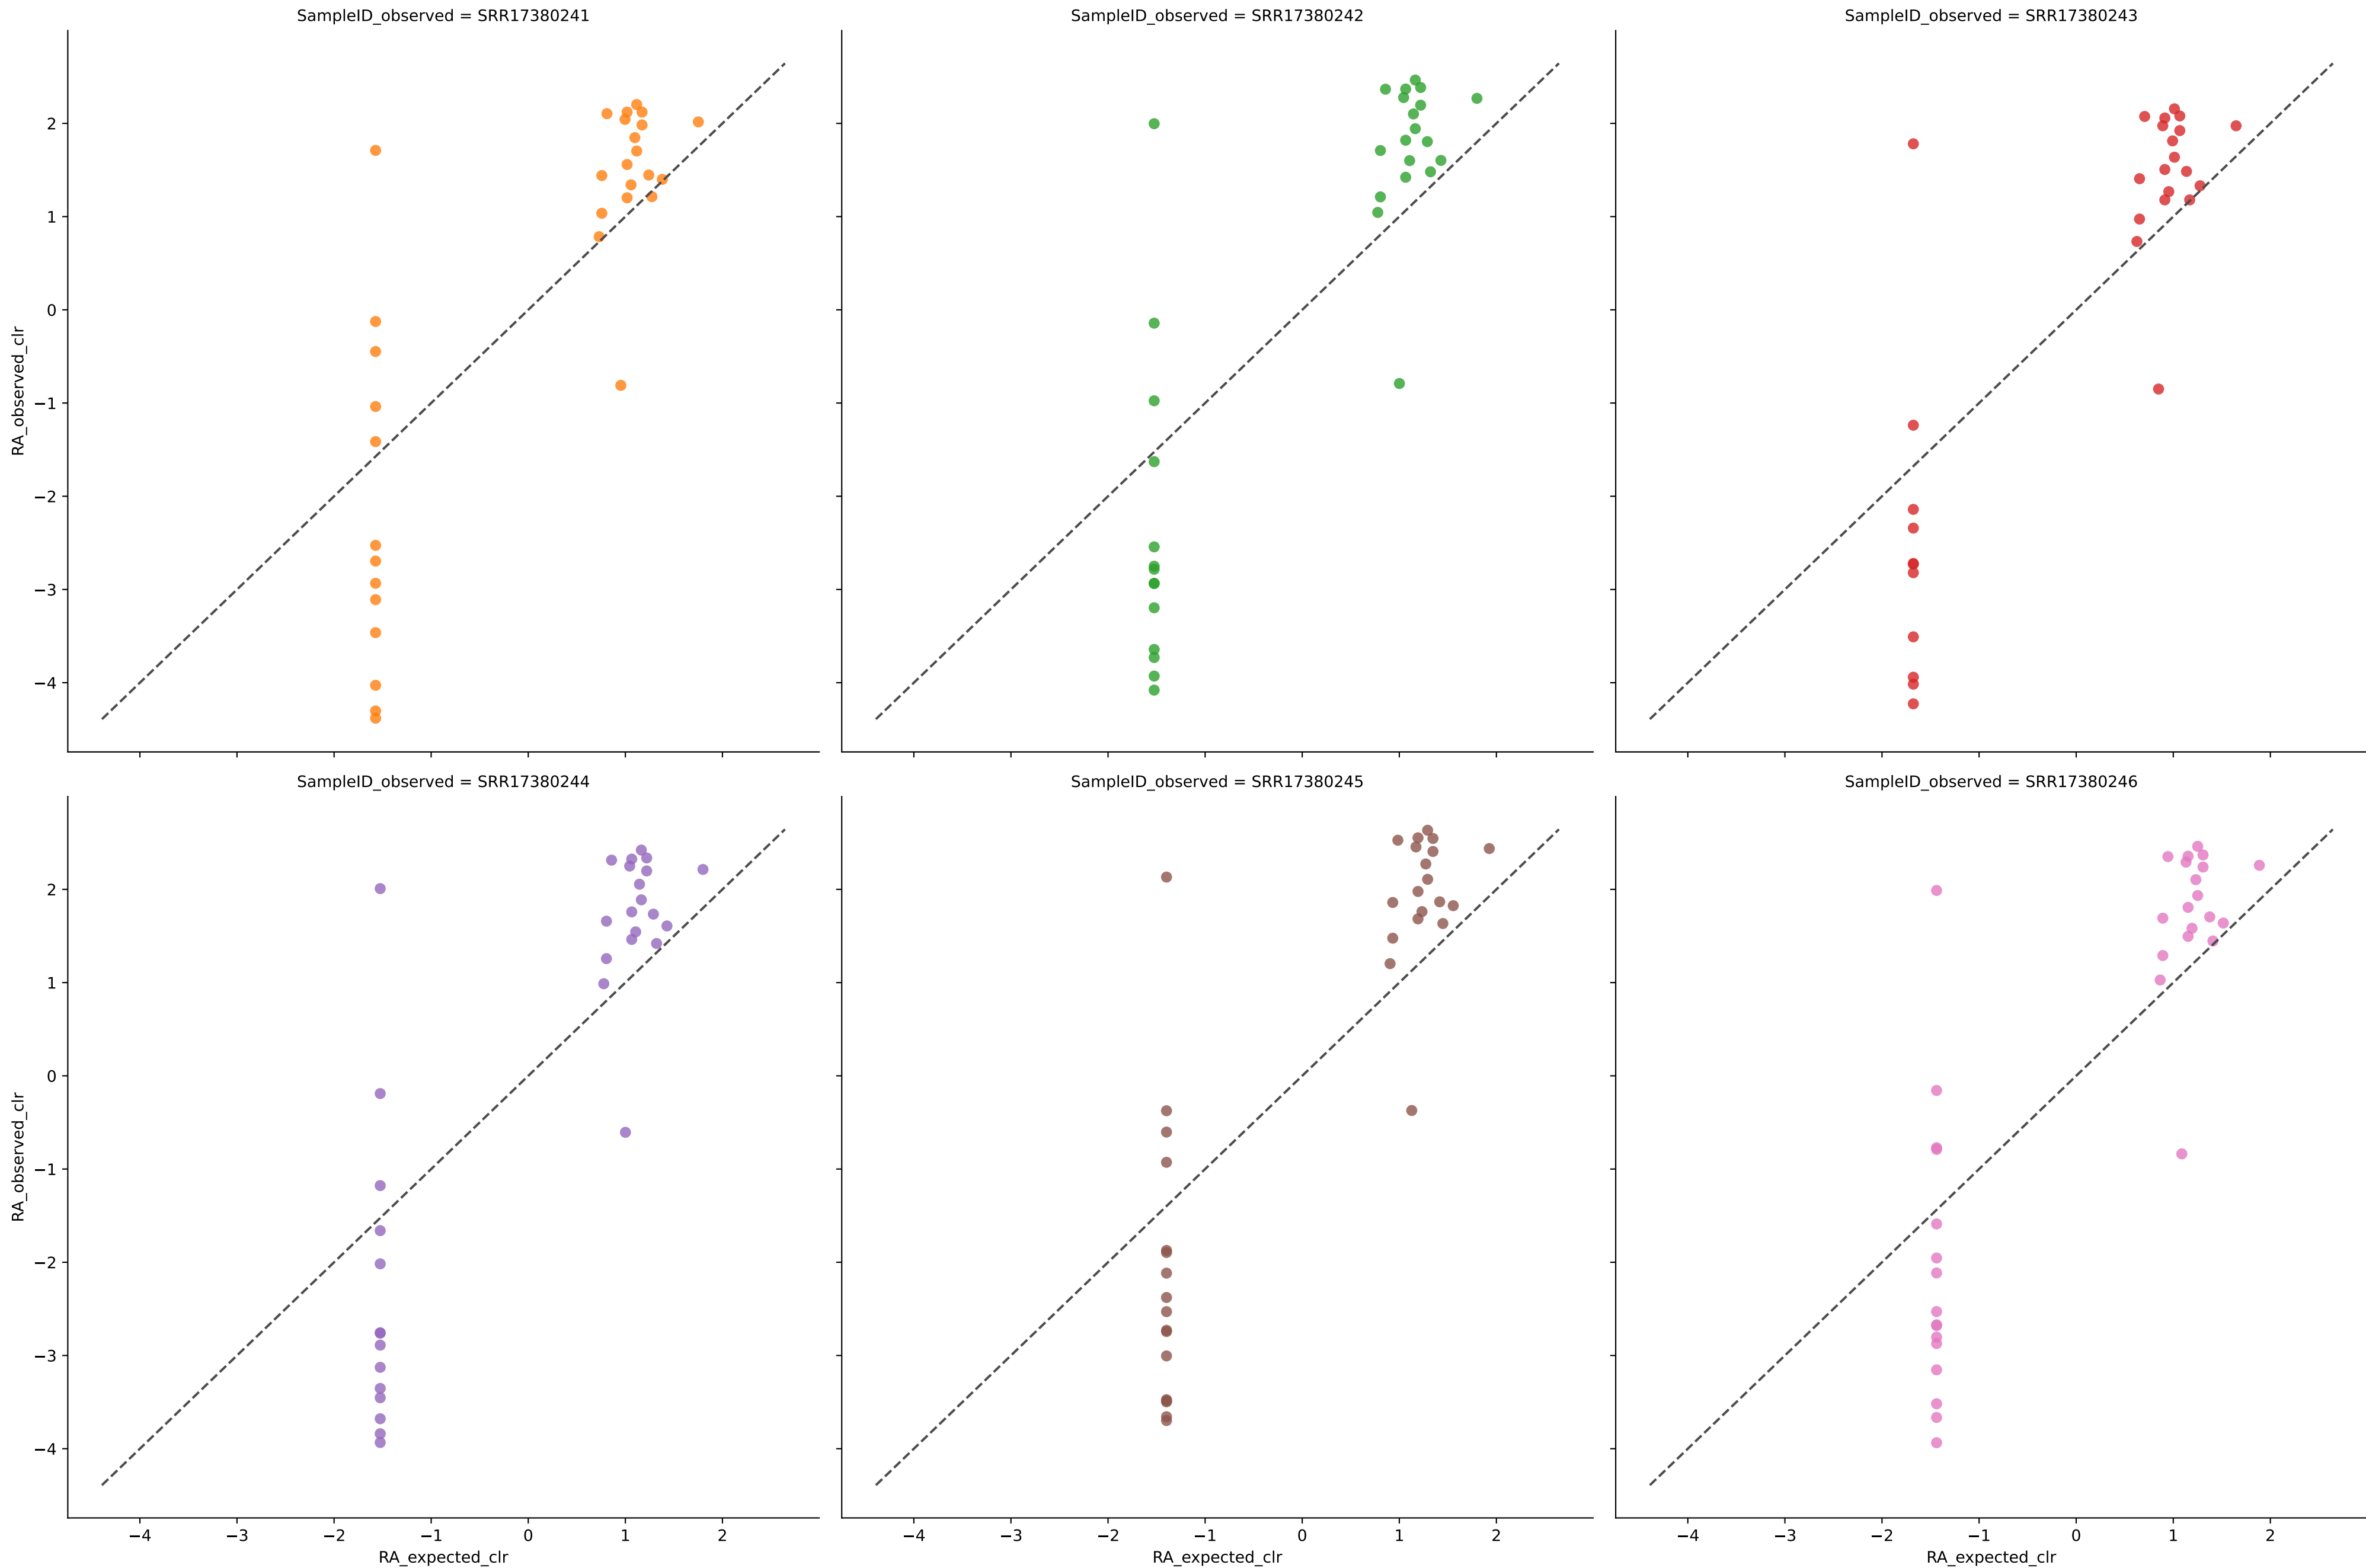 SampleID_observed = SRR17380241
SampleID_observed = SRR17380242
SampleID_observed = SRR17380243
RA_observed_clr
2
1
0
−1
−2
−3
−4
SampleID_observed = SRR17380244
SampleID_observed = SRR17380245
SampleID_observed = SRR17380246
RA_observed_clr
2
1
0
−1
−2
−3
−4
−4 −3 −2 −1 0 1 2
−4 −3 −2 −1 0 1 2
−4 −3 −2 −1 0 1 2
RA_expected_clr
RA_expected_clr
RA_expected_clr